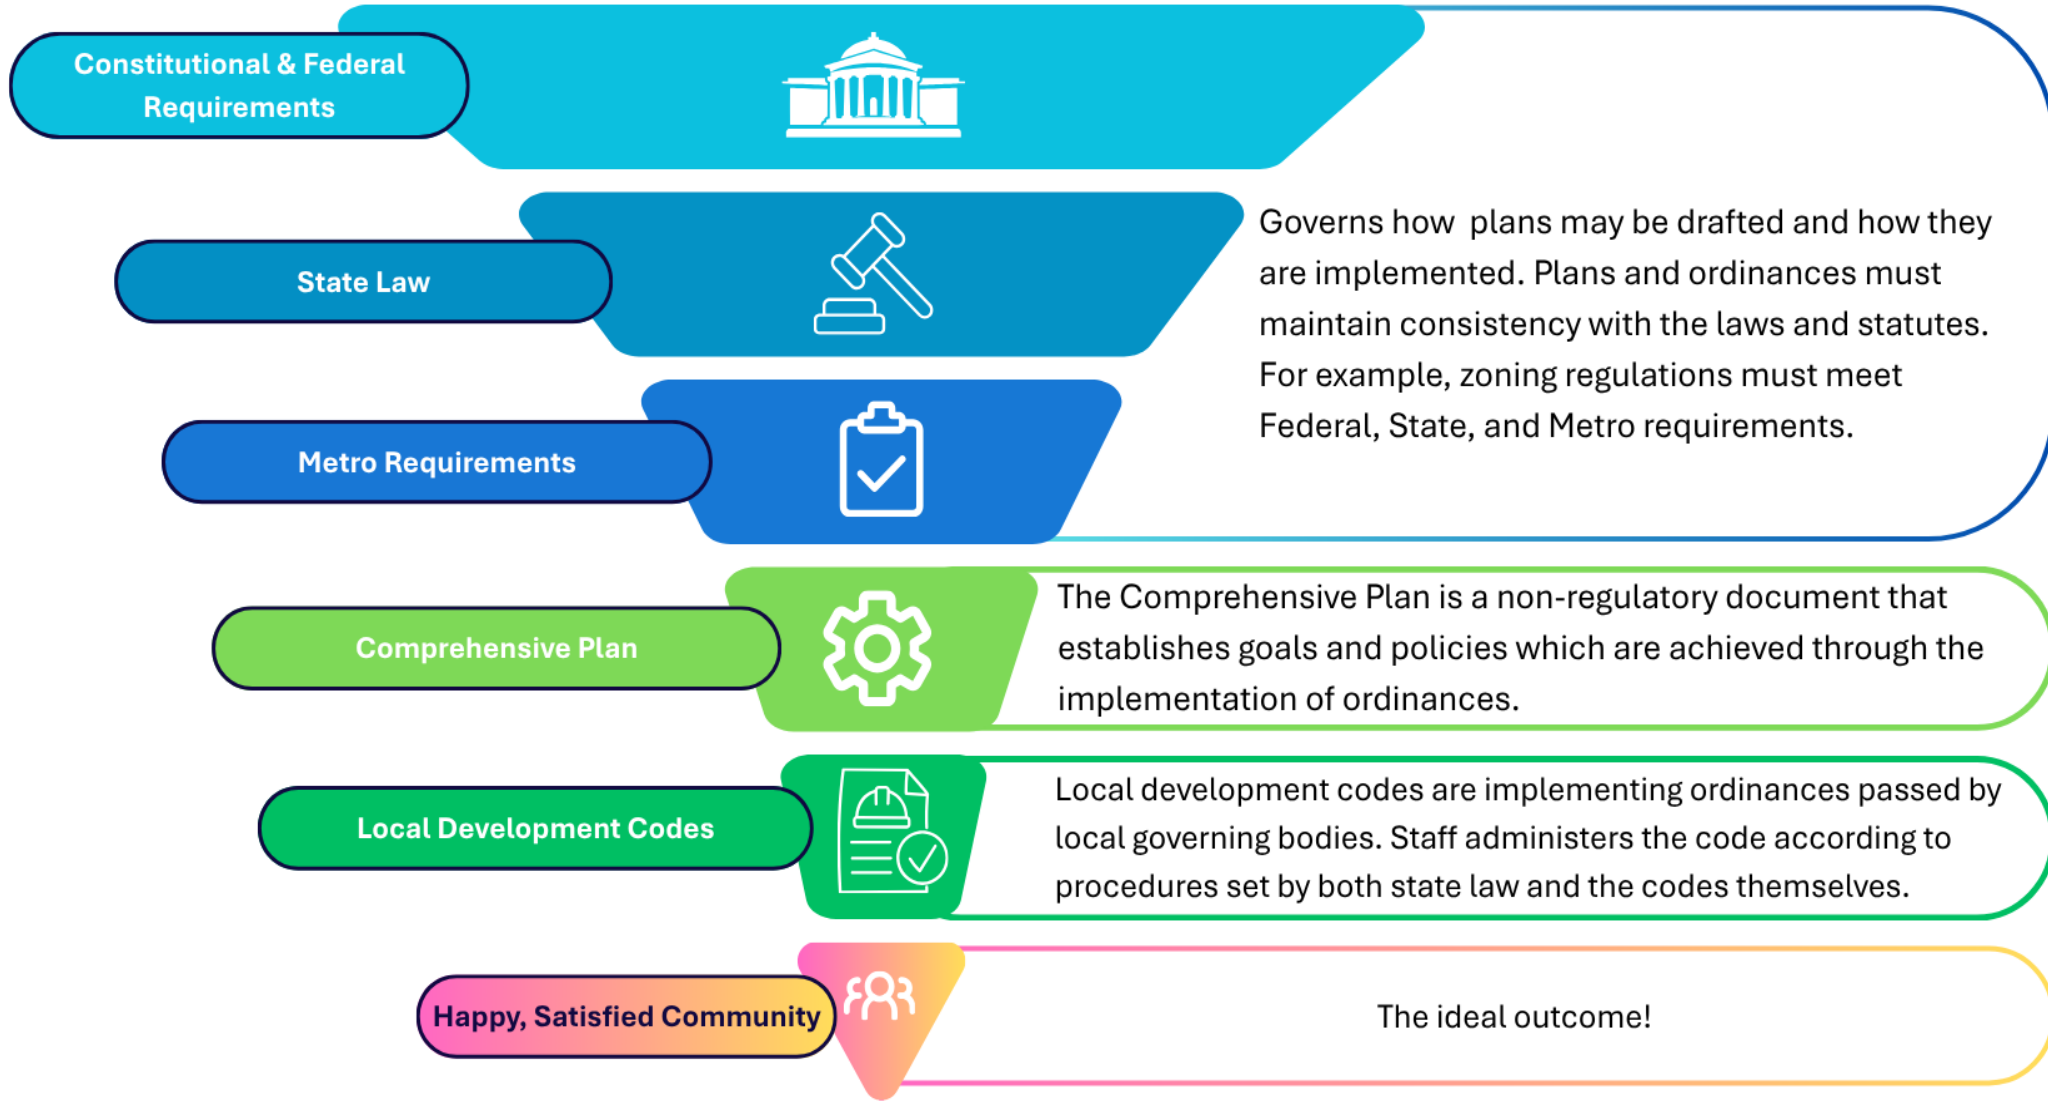 Constitutional & Federal
Requirements
State Law
Governs how  plans may be drafted and how they
are implemented. Plans and ordinances must
maintain consistency with the laws and statutes.
For example, zoning regulations must meet
Federal, State, and Metro requirements.
Metro Requirements
Comprehensive Plan
The Comprehensive Plan is a non-regulatory document that
establishes goals and policies which are achieved through the
implementation of ordinances.
Local Development Codes
Local development codes are implementing ordinances passed by
local governing bodies. Staff administers the code according to
procedures set by both state law and the codes themselves.
Happy, Satisfied Community
The ideal outcome!